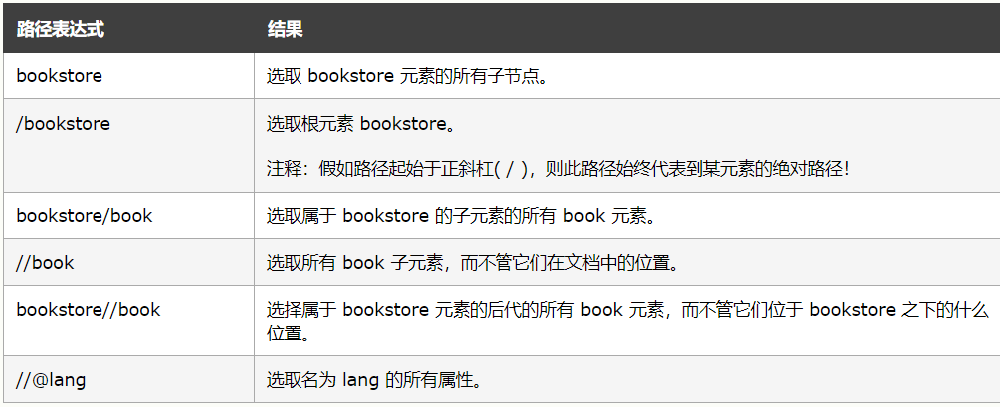 路径表达式 结果
bookstore 选取 bookstore 元素的所有子节点。
/bookstore 选取根元素 bookstore。
注释：假如路径起始于正斜杠( / )，则此路径始终代表到某元素的绝对路径！
bookstore/book 选取属于 bookstore 的子元素的所有 book 元素。
//book 选取所有 book 子元素，而不管它们在文档中的位置。
bookstore//book 选择属于 bookstore 元素的后代的所有 book 元素，而不管它们位于 bookstore 之下的什么
位置。
//@lang 选取名为 lang 的所有属性。